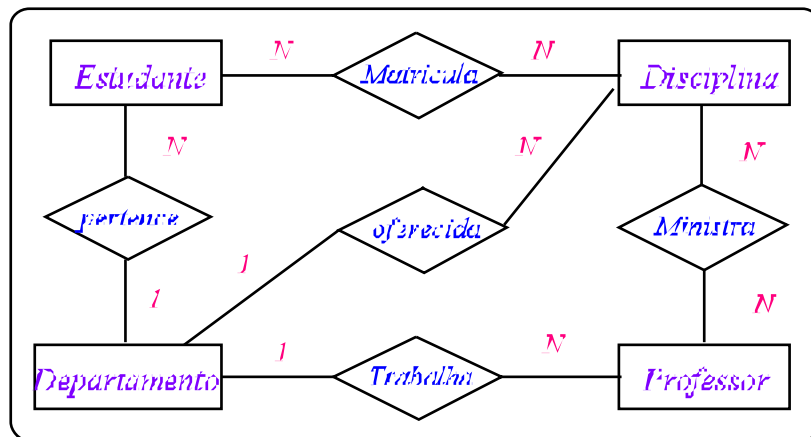 N N
Estudante Matricula Disciplina
N N N
pertence oferecida Ministra
1 1 N
1 N
Departamento Trabalha Professor